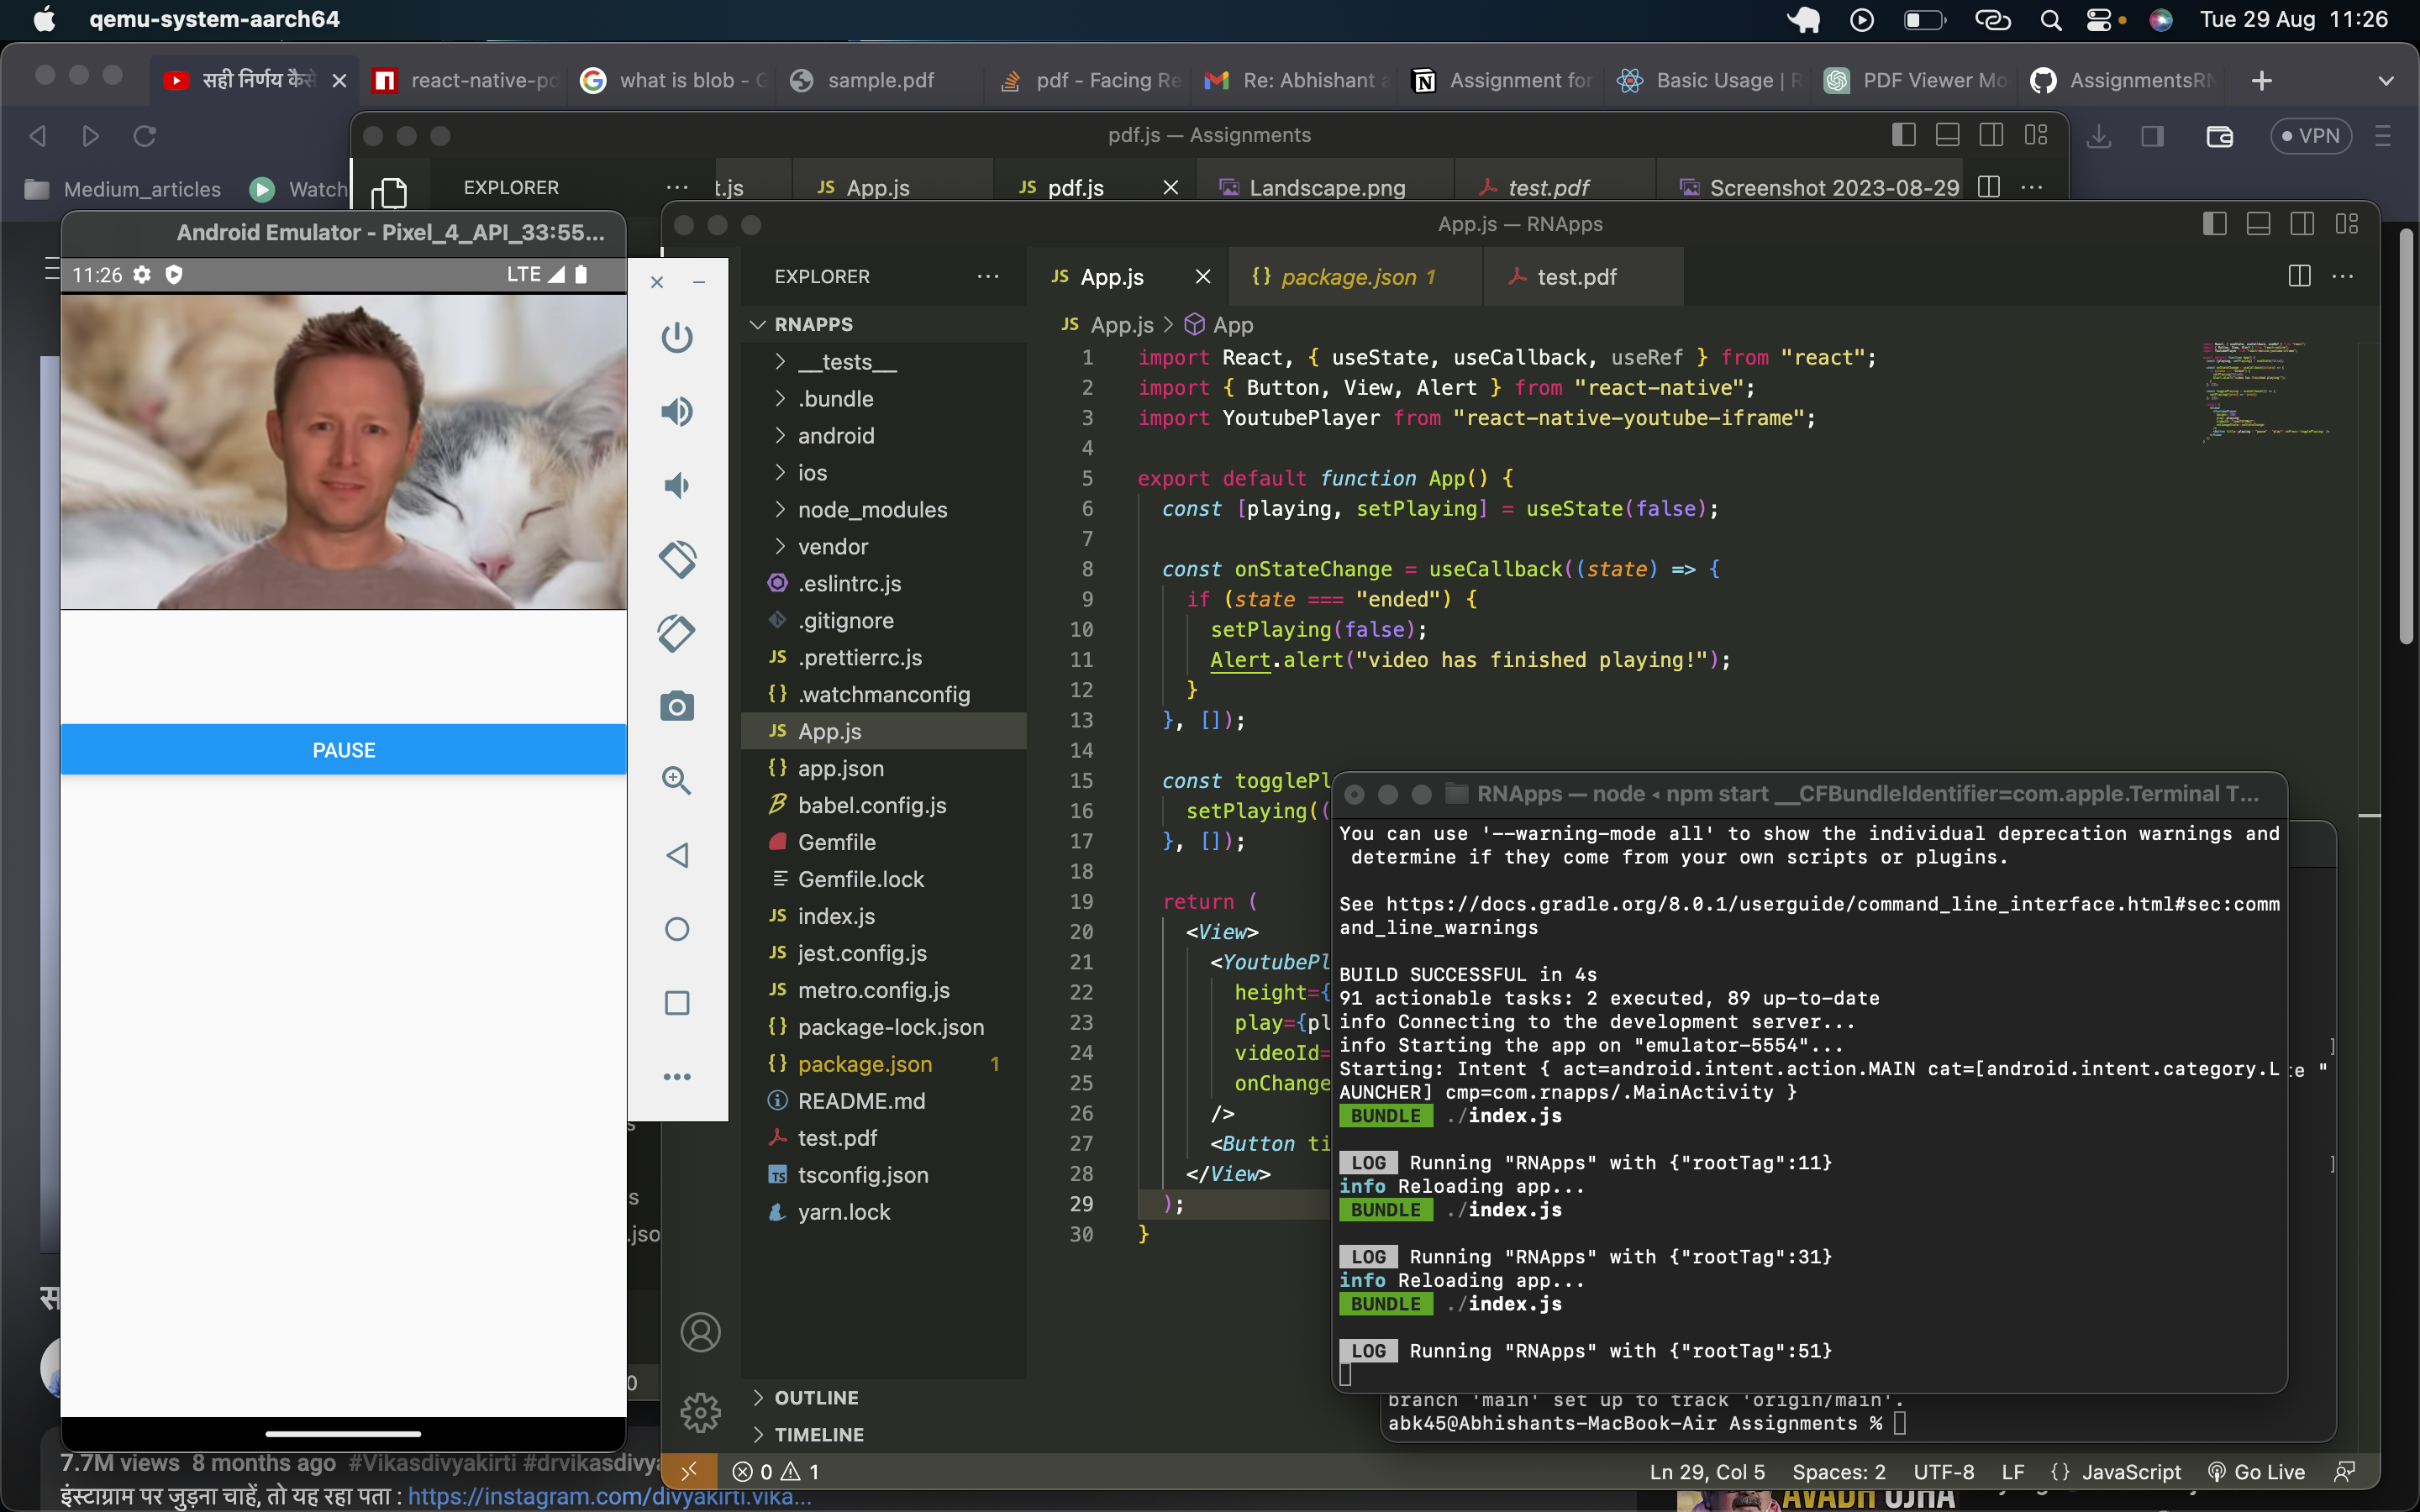 qemu-system-aarch64
Tue 29 Aug 11:26
सही निर्णय कैसे
react-native-pd
what is blob - G
sample.pdf
pdf - Facing Re
Re: Abhishant a
Assignment for
Basic Usage | R
PDF Viewer Mo
AssignmentsRN
pdf.js — Assignments
VPN
Medium_articles
Watch
EXPLORER
t.js
JS App.js
JS pdf.js
Landscape.png
test.pdf
Screenshot 2023-08-29
Android Emulator - Pixel_4_API_33:55...
11:26
LTE
PAUSE
App.js — RNApps
EXPLORER
JS App.js
{} package.json 1
test.pdf
RNAPPS
__tests__
.bundle
android
ios
node_modules
vendor
.eslintrc.js
.gitignore
JS .prettierrc.js
{} .watchmanconfig
JS App.js
{} app.json
babel.config.js
Gemfile
Gemfile.lock
JS index.js
JS jest.config.js
JS metro.config.js
{} package-lock.json
{} package.json 1
README.md
test.pdf
TS tsconfig.json
yarn.lock
OUTLINE
TIMELINE
JS App.js > App
1 import React, { useState, useCallback, useRef } from "react";
2 import { Button, View, Alert } from "react-native";
3 import YoutubePlayer from "react-native-youtube-iframe";
4
5 export default function App() {
6 const [playing, setPlaying] = useState(false);
7
8 const onStateChange = useCallback((state) => {
9 if (state === "ended") {
10 setPlaying(false);
11 Alert.alert("video has finished playing!");
12 }
13 }, []);
14
15 const togglePl
16 setPlaying((
17 }, []);
18
19 return (
20 <View>
21 <YoutubePl
22 height={
23 play={pl
24 videoId=
25 onChange
26 />
27 <Button ti
28 </View>
29 );
30 }
RNApps — node ◂ npm start __CFBundleIdentifier=com.apple.Terminal T...
You can use '--warning-mode all' to show the individual deprecation warnings and
determine if they come from your own scripts or plugins.
See https://docs.gradle.org/8.0.1/userguide/command_line_interface.html#sec:comm
and_line_warnings
BUILD SUCCESSFUL in 4s
91 actionable tasks: 2 executed, 89 up-to-date
info Connecting to the development server...
info Starting the app on "emulator-5554"...
Starting: Intent { act=android.intent.action.MAIN cat=[android.intent.category.L
AUNCHER] cmp=com.rnapps/.MainActivity }
BUNDLE ./index.js
LOG Running "RNApps" with {"rootTag":11}
info Reloading app...
BUNDLE ./index.js
LOG Running "RNApps" with {"rootTag":31}
info Reloading app...
BUNDLE ./index.js
LOG Running "RNApps" with {"rootTag":51}
branch 'main' set up to track 'origin/main'.
abk45@Abhishants-MacBook-Air Assignments %
0 1
Ln 29, Col 5 Spaces: 2 UTF-8 LF {} JavaScript Go Live
7.7M views 8 months ago #Vikasdivyakirti #drvikasdivya
इंस्टाग्राम पर जुड़ना चाहें, तो यह रहा पता : https://instagram.com/divyakirti.vika...
AVADH OJHA